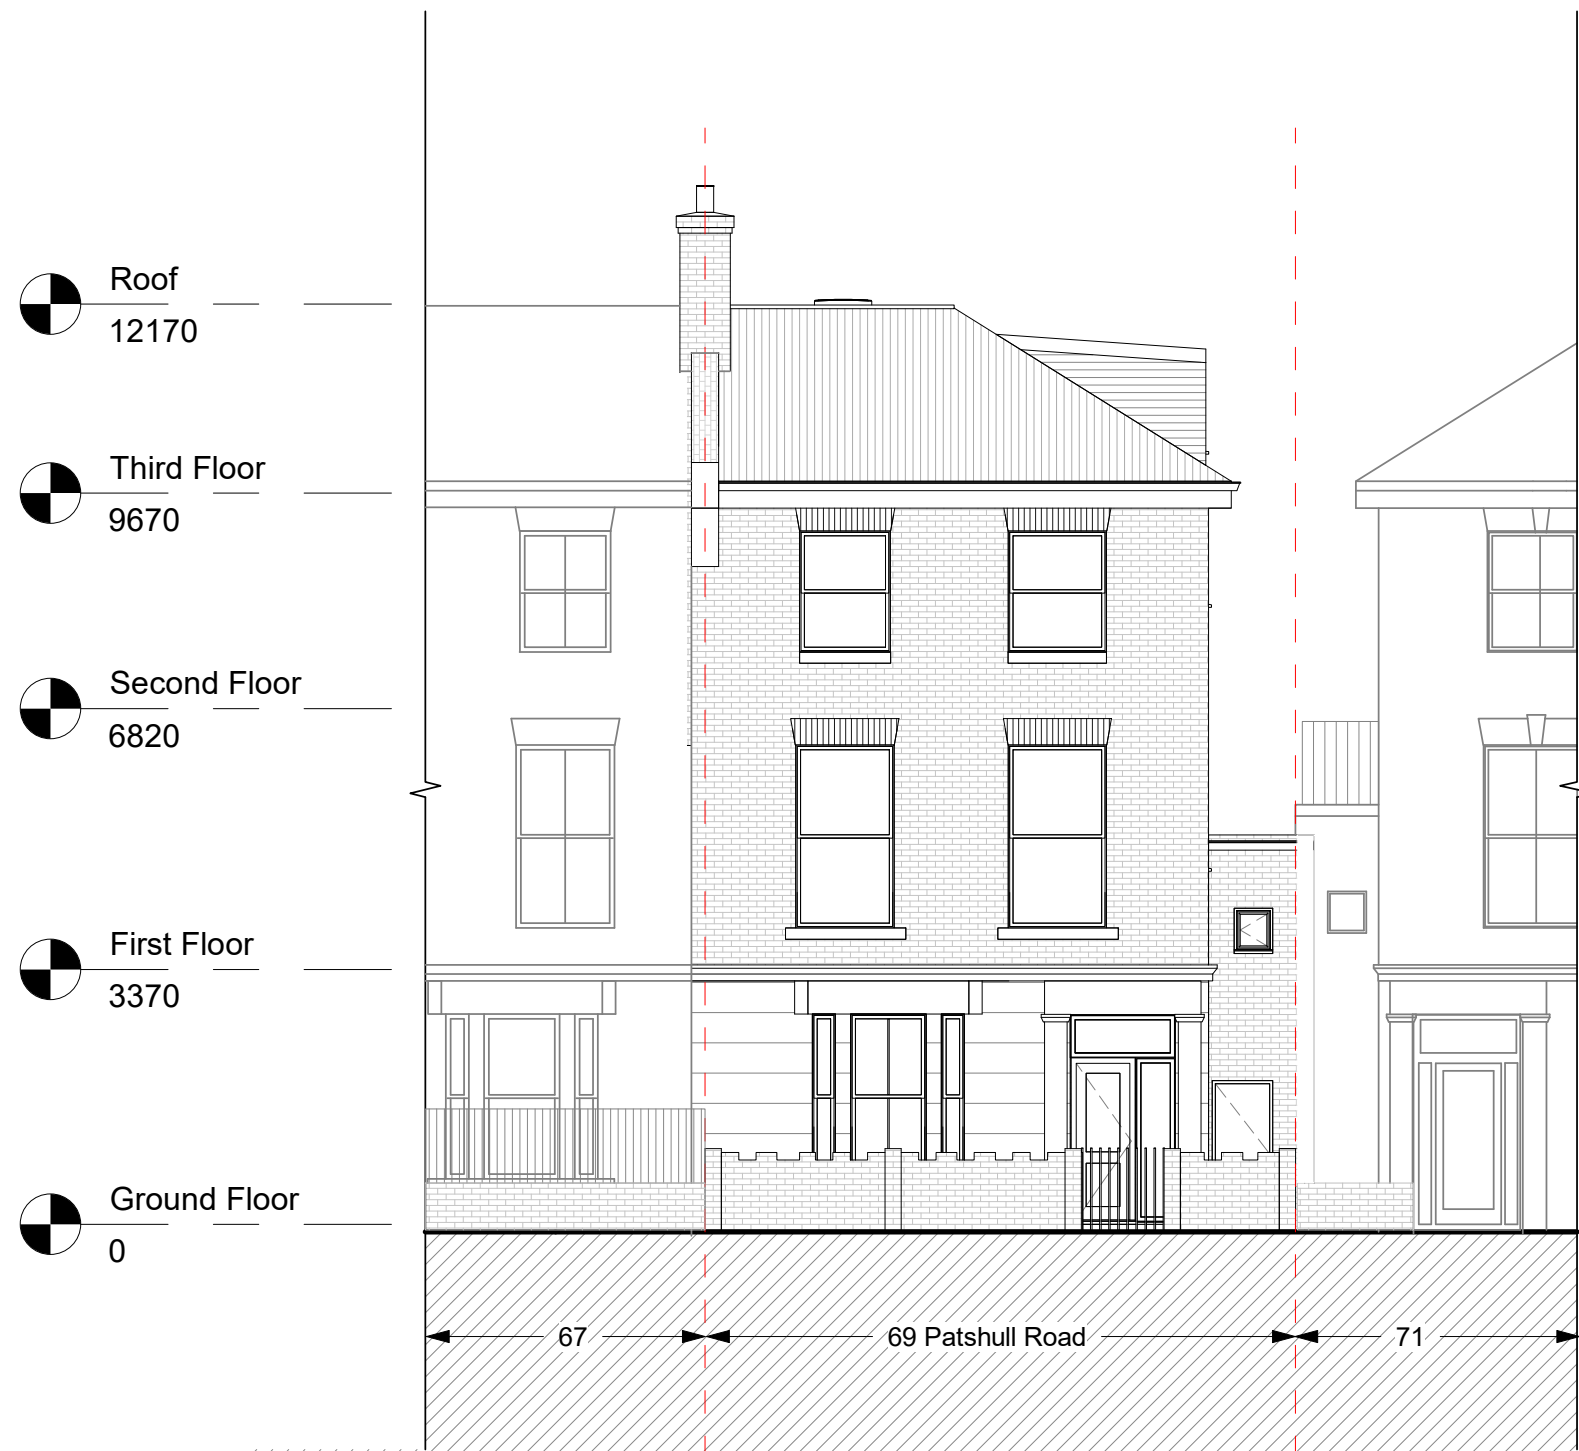 Roof
12170
Third Floor
9670
Second Floor
6820
First Floor
3370
Ground Floor
0
67
69 Patshull Road
71